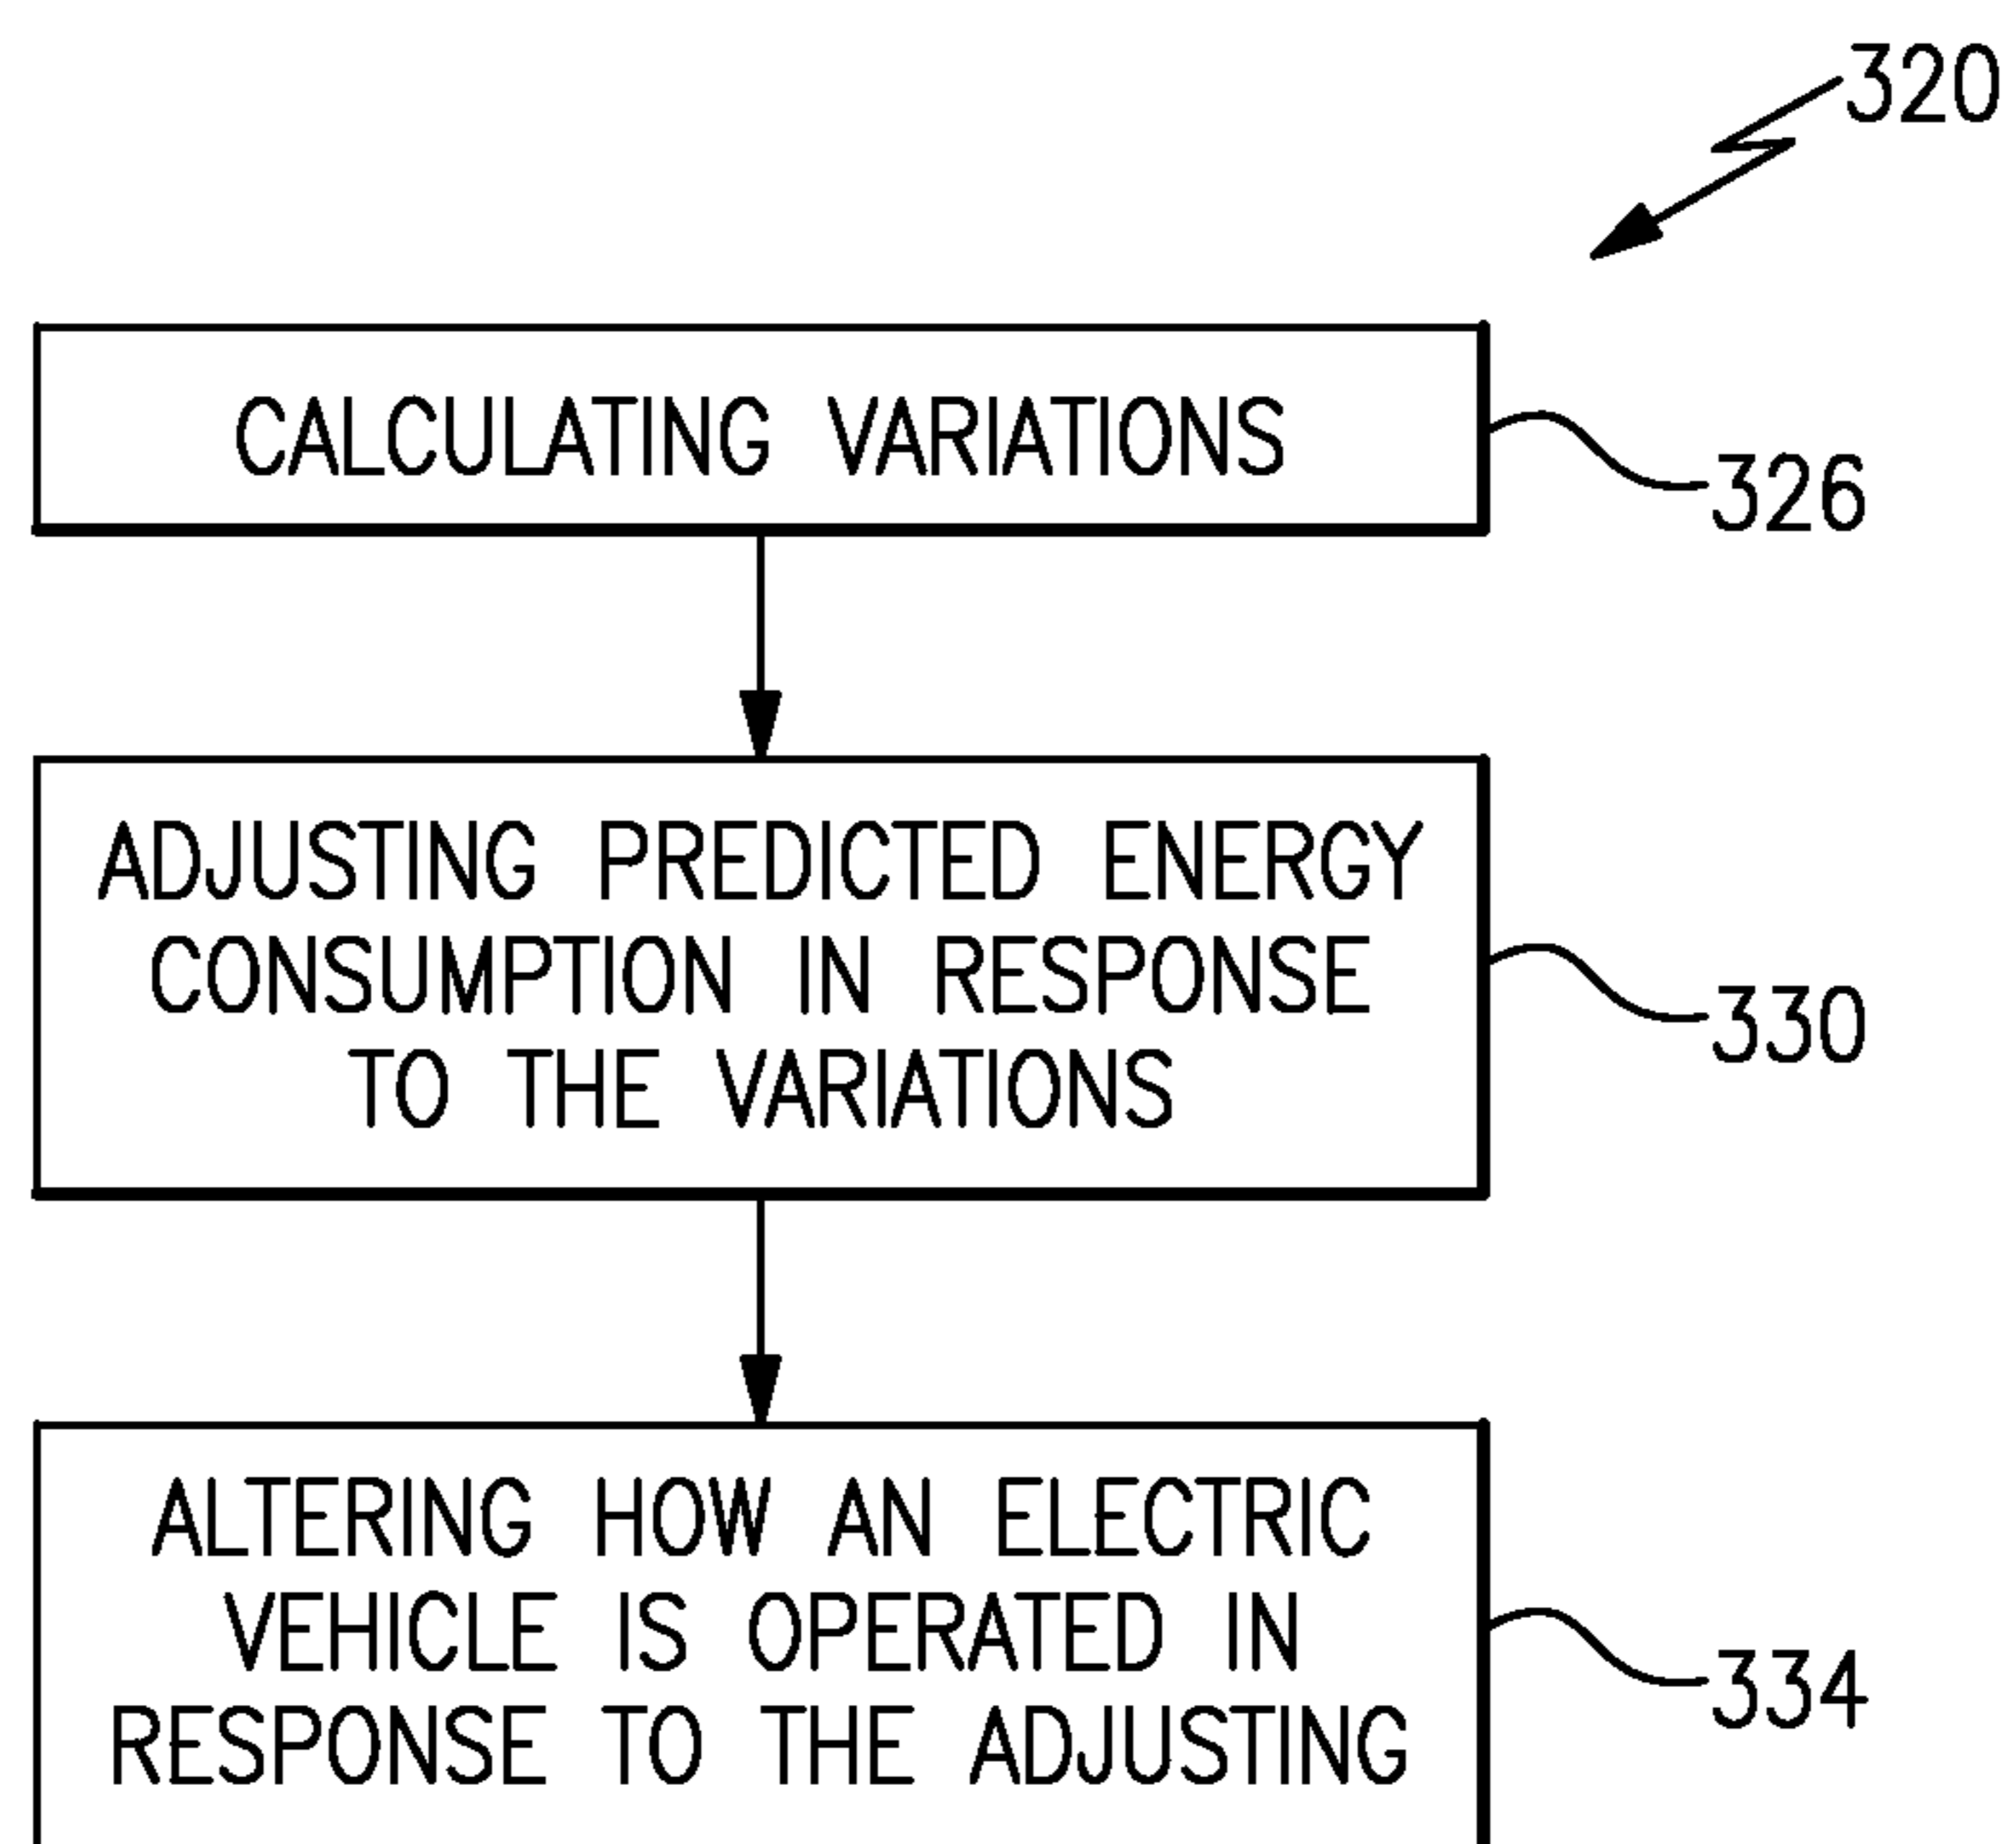 320
CALCULATING VARIATIONS
326
ADJUSTING PREDICTED ENERGY
CONSUMPTION IN RESPONSE
TO THE VARIATIONS
330
ALTERING HOW AN ELECTRIC
VEHICLE IS OPERATED IN
RESPONSE TO THE ADJUSTING
334